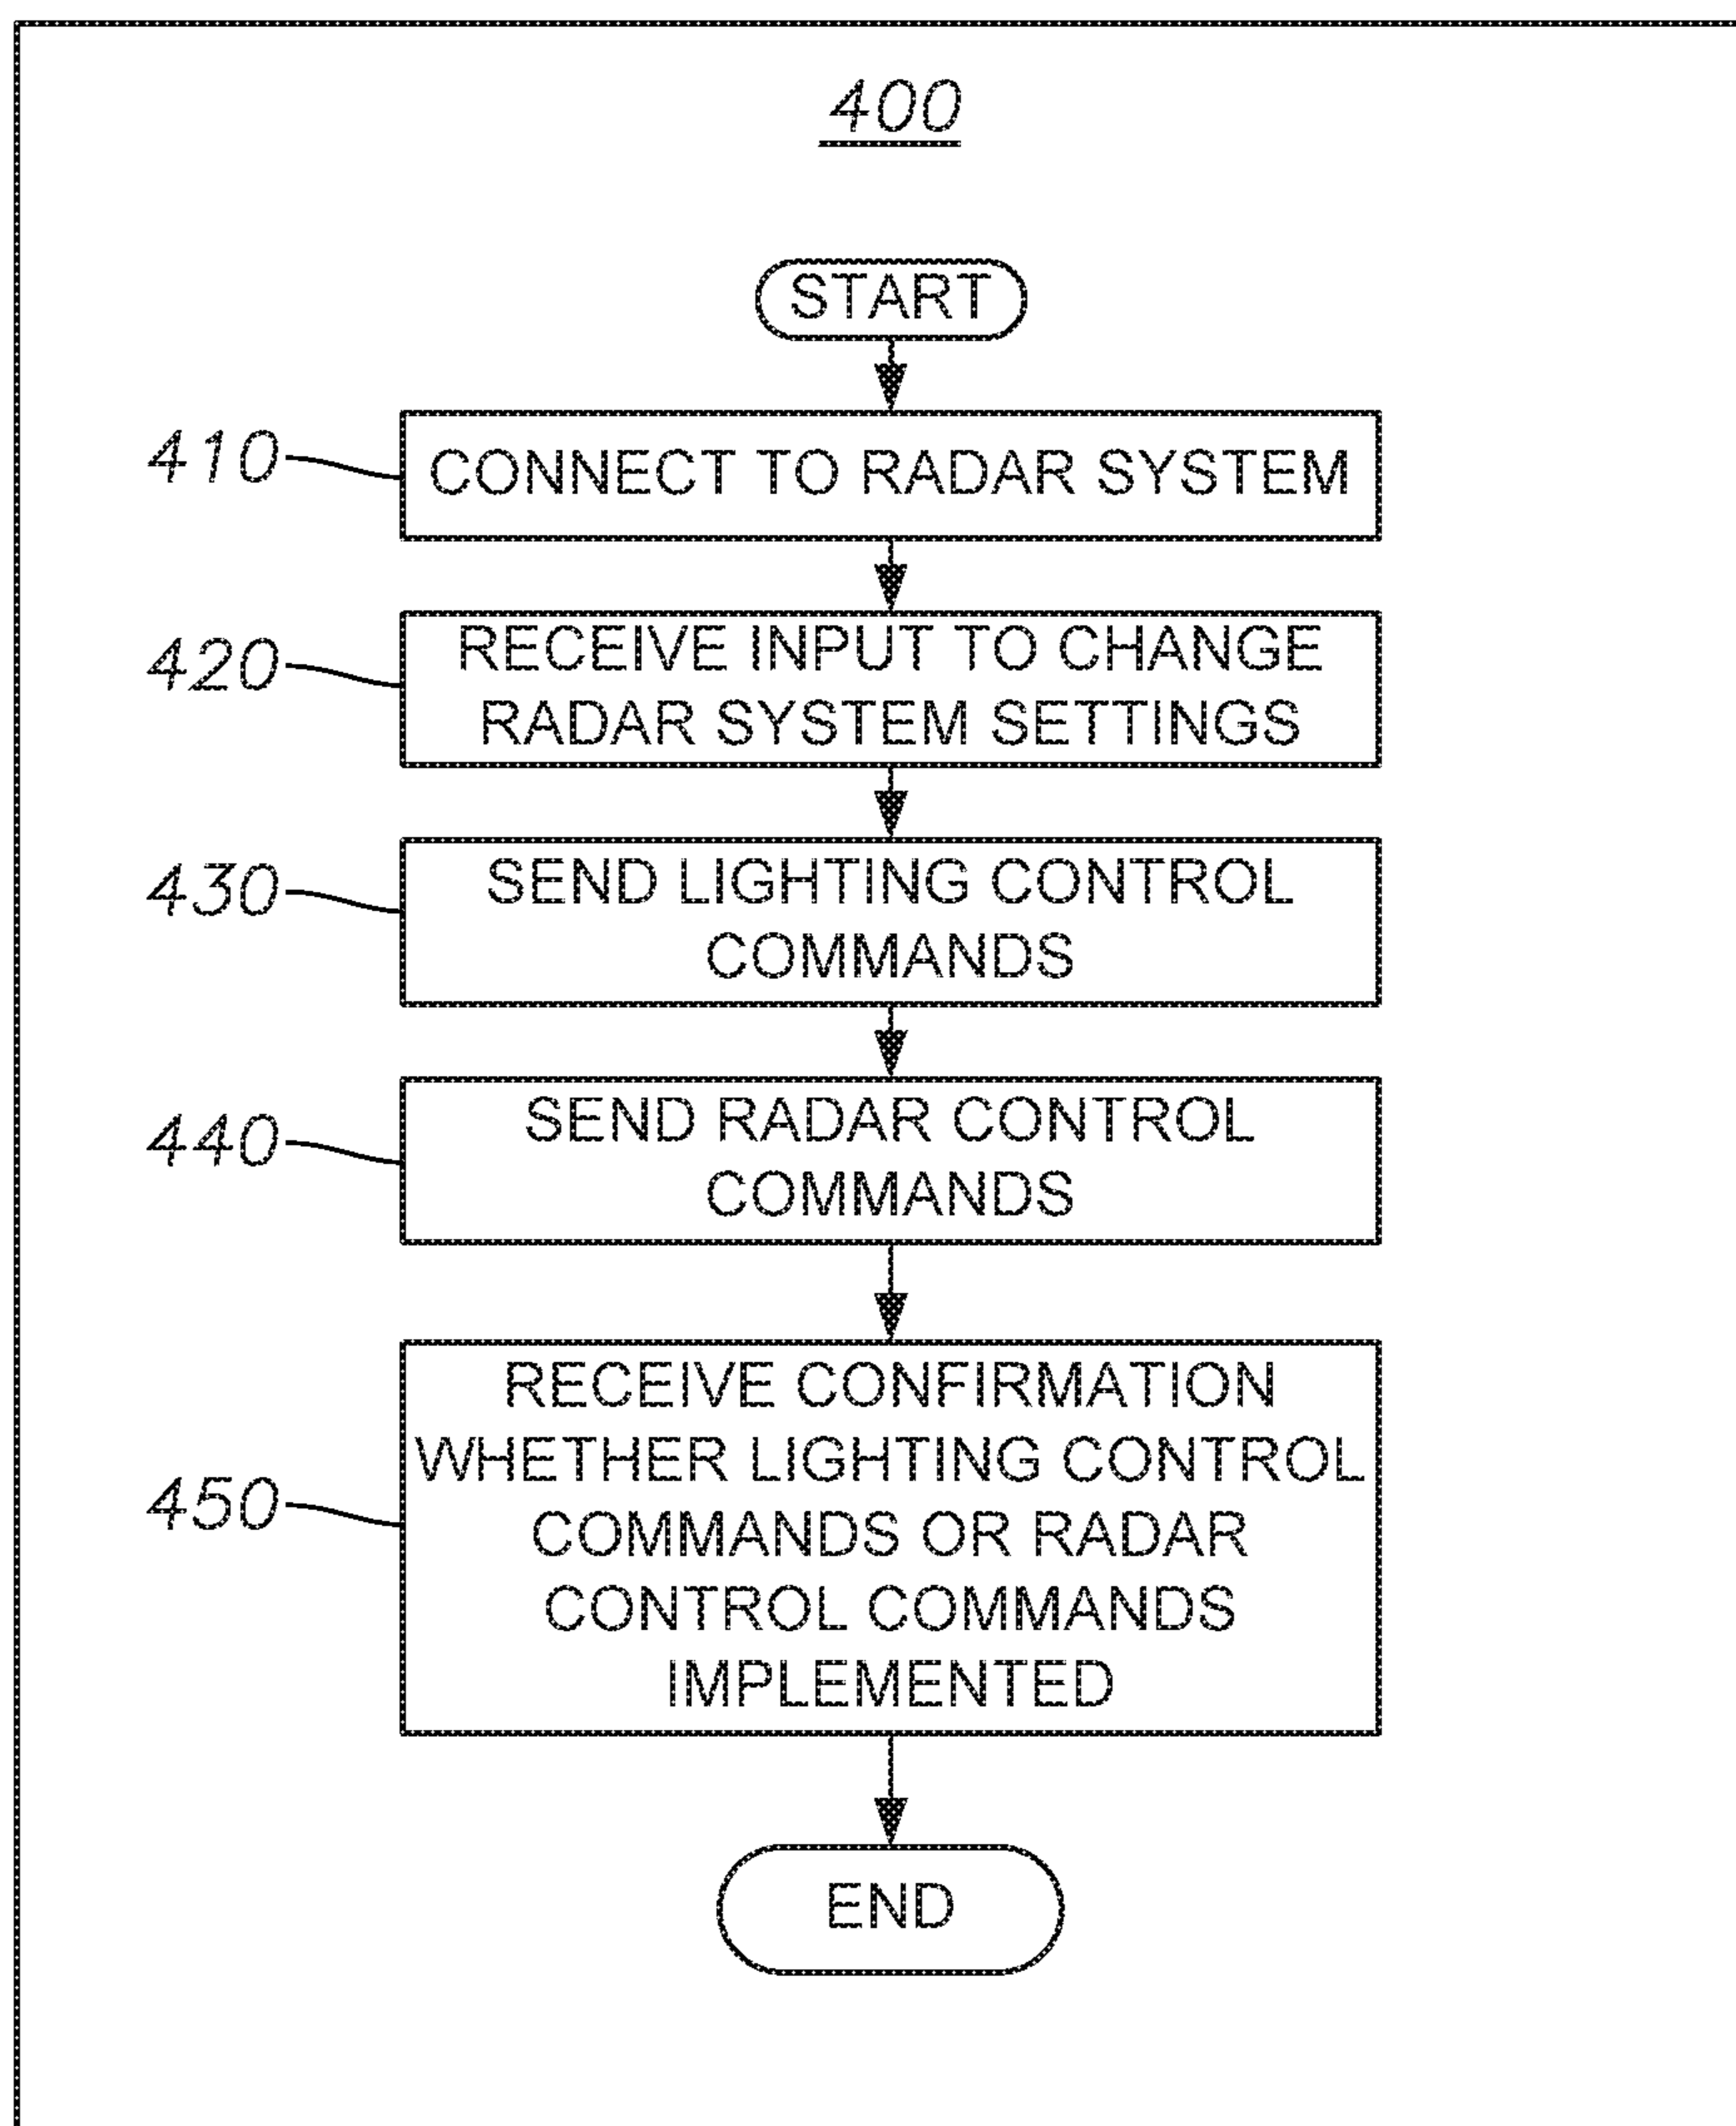 400
START
410
CONNECT TO RADAR SYSTEM
420
RECEIVE INPUT TO CHANGE
RADAR SYSTEM SETTINGS
430
SEND LIGHTING CONTROL
COMMANDS
440
SEND RADAR CONTROL
COMMANDS
450
RECEIVE CONFIRMATION
WHETHER LIGHTING CONTROL
COMMANDS OR RADAR
CONTROL COMMANDS
IMPLEMENTED
END